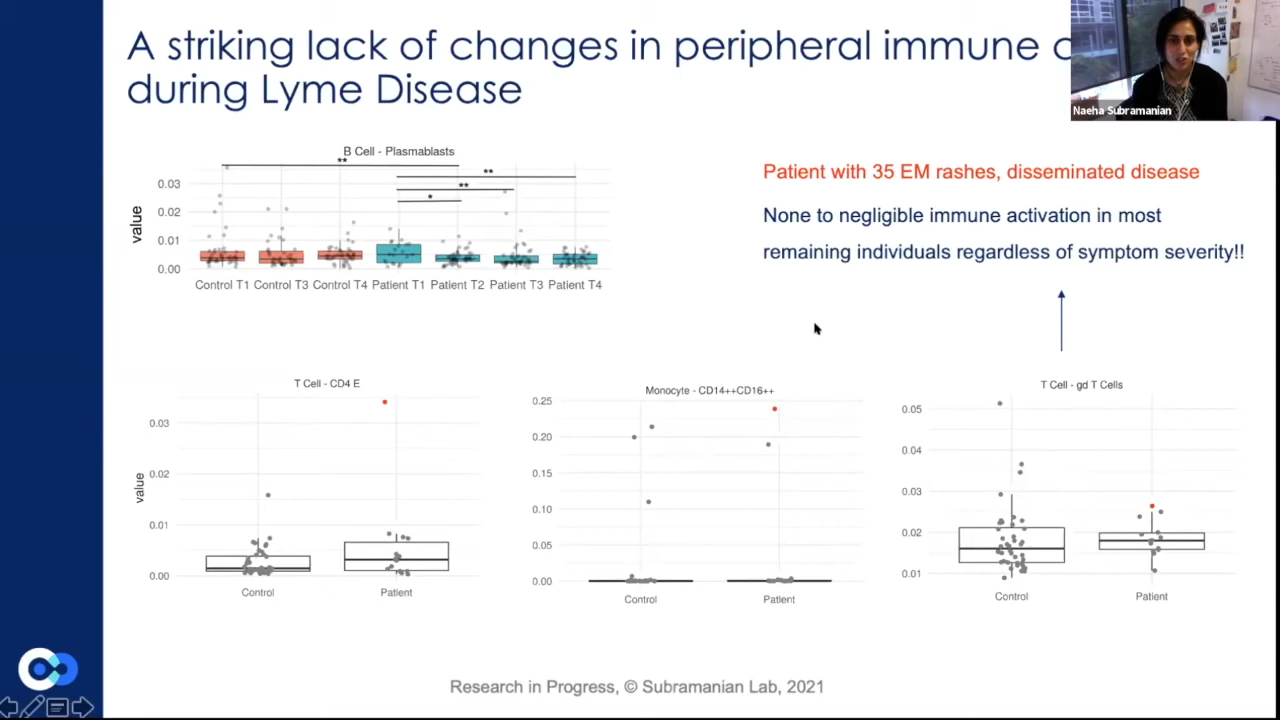 A striking lack of changes in peripheral immune
during Lyme Disease
Naeha Subramanian
B Cell - Plasmablasts
**
**
**
*
value
0.03
0.02
0.01
0.00
Control T1 Control T3 Control T4 Patient T1 Patient T2 Patient T3 Patient T4
Patient with 35 EM rashes, disseminated disease
None to negligible immune activation in most
remaining individuals regardless of symptom severity!!
T Cell - CD4 E
value
0.03
0.02
0.01
0.00
Control Patient
Monocyte - CD14++CD16++
0.25
0.20
0.15
0.10
0.05
0.00
Control Patient
T Cell - gd T Cells
0.05
0.04
0.03
0.02
0.01
Control Patient
Research in Progress, © Subramanian Lab, 2021